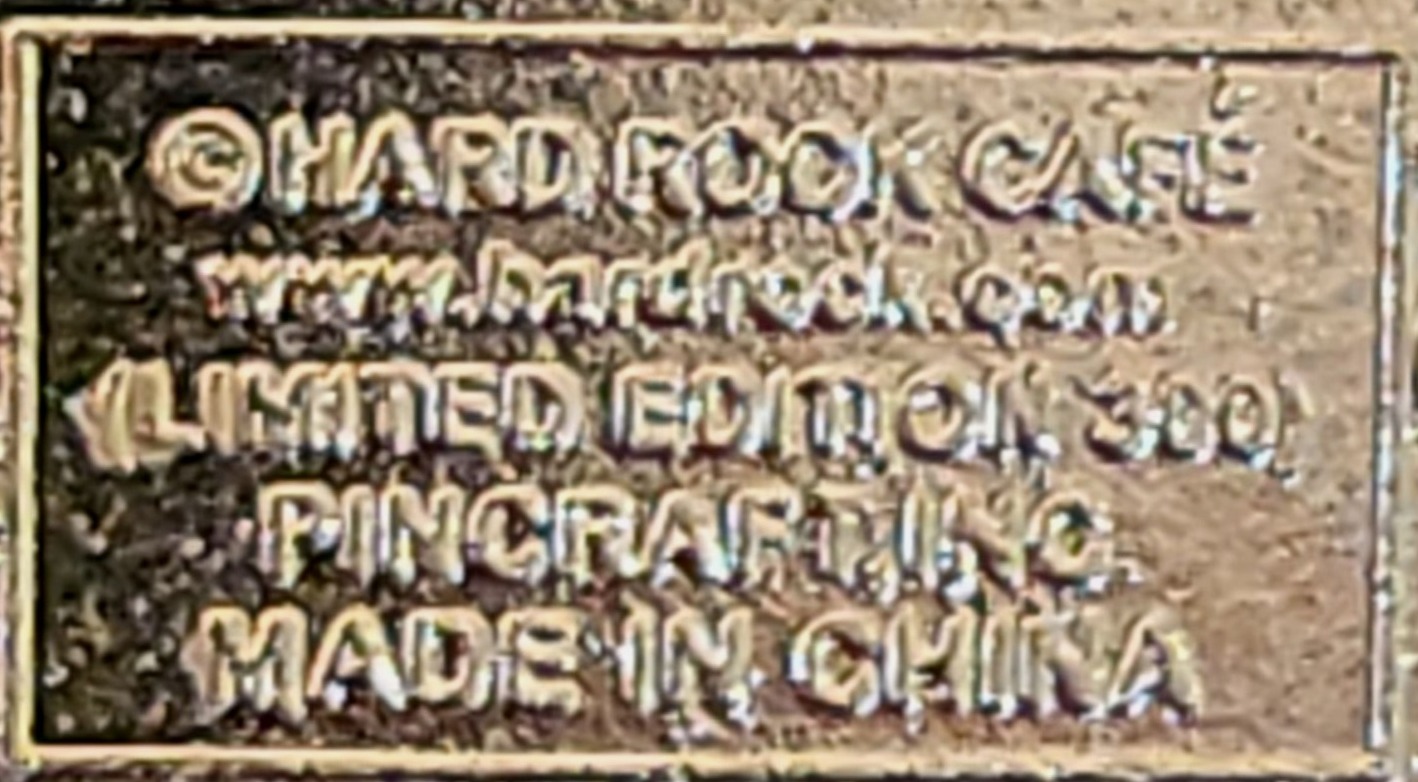 ©HARD ROCK CAFÉ
www.hardrock.com
(LIMITED EDITION 300)
PINCRAFT.INC.
MADE IN CHINA